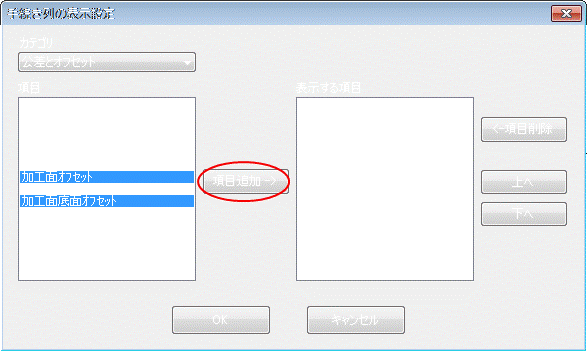 手続き列の表示設定
カテゴリ
公差とオフセット
項目
表示する項目
加工面オフセット
加工面底面オフセット
項目追加->
<-項目削除
上へ
下へ
OK
キャンセル